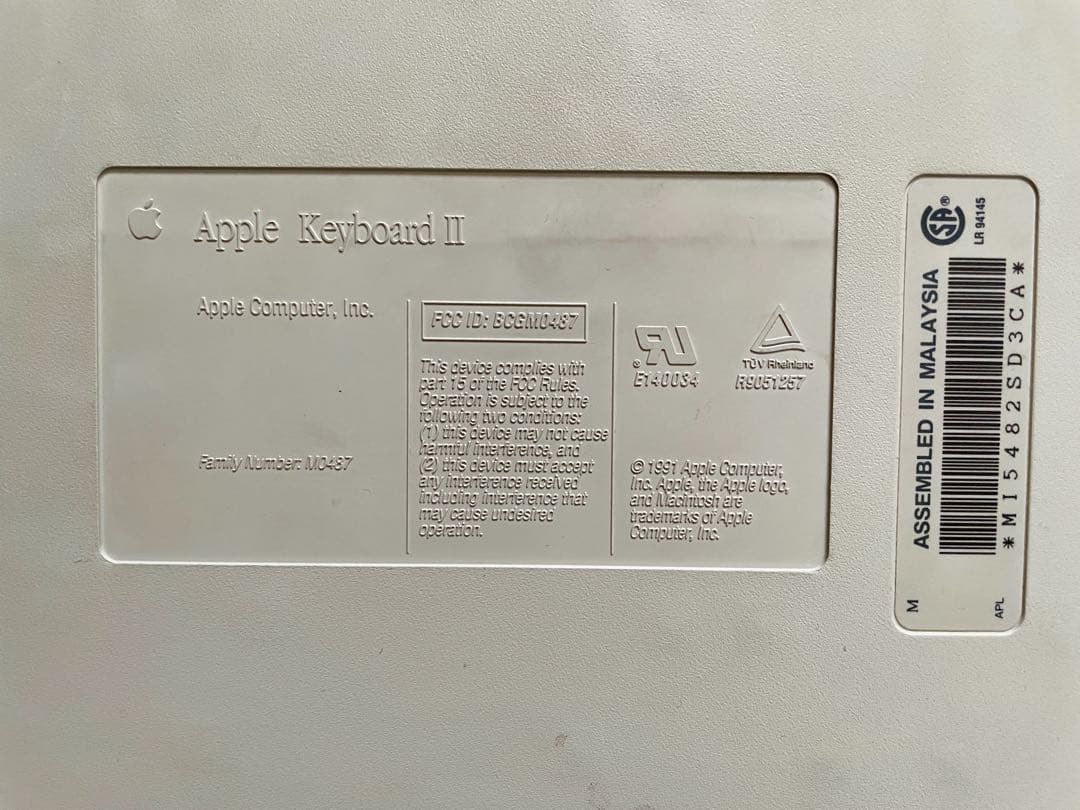 Apple Keyboard II
Apple Computer, Inc.
Family Number: M0487
FCC ID: BCGM0487
This device complies with
part 15 of the FCC Rules.
Operation is subject to the
following two conditions:
(1) this device may not cause
harmful interference, and
(2) this device must accept
any interference received
including interference that
may cause undesired
operation.
®
E140034
TÜV Rheinland
R9051257
© 1991 Apple Computer,
Inc. Apple, the Apple logo,
and Macintosh are
trademarks of Apple
Computer, Inc.
SA®
LR 94145
ASSEMBLED IN MALAYSIA
*MI5482SD3CA*
M
APL